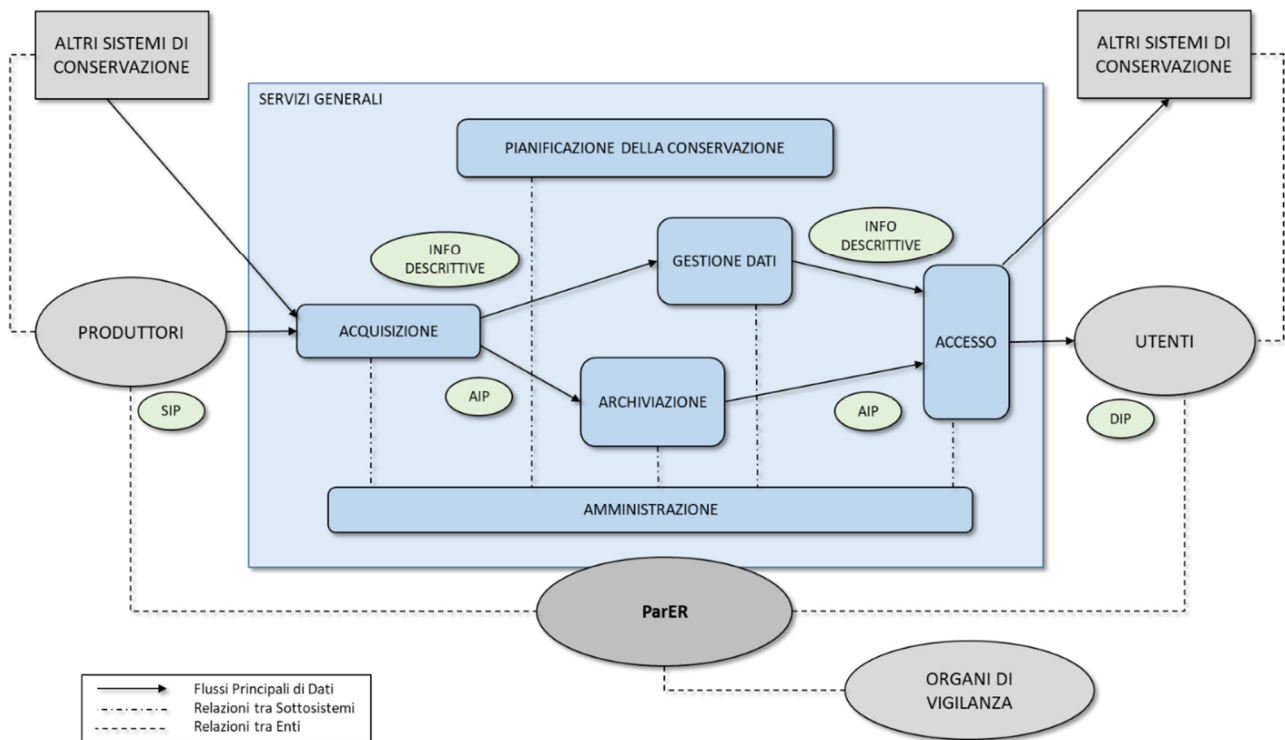 ALTRI SISTEMI DI
CONSERVAZIONE
ALTRI SISTEMI DI
CONSERVAZIONE
SERVIZI GENERALI
PIANIFICAZIONE DELLA CONSERVAZIONE
INFO
DESCRITTIVE
GESTIONE DATI
INFO
DESCRITTIVE
PRODUTTORI
ACQUISIZIONE
ACCESSO
UTENTI
SIP
AIP
ARCHIVIAZIONE
AIP
DIP
AMMINISTRAZIONE
ParER
ORGANI DI
VIGILANZA
Flussi Principali di Dati
Relazioni tra Sottosistemi
Relazioni tra Enti